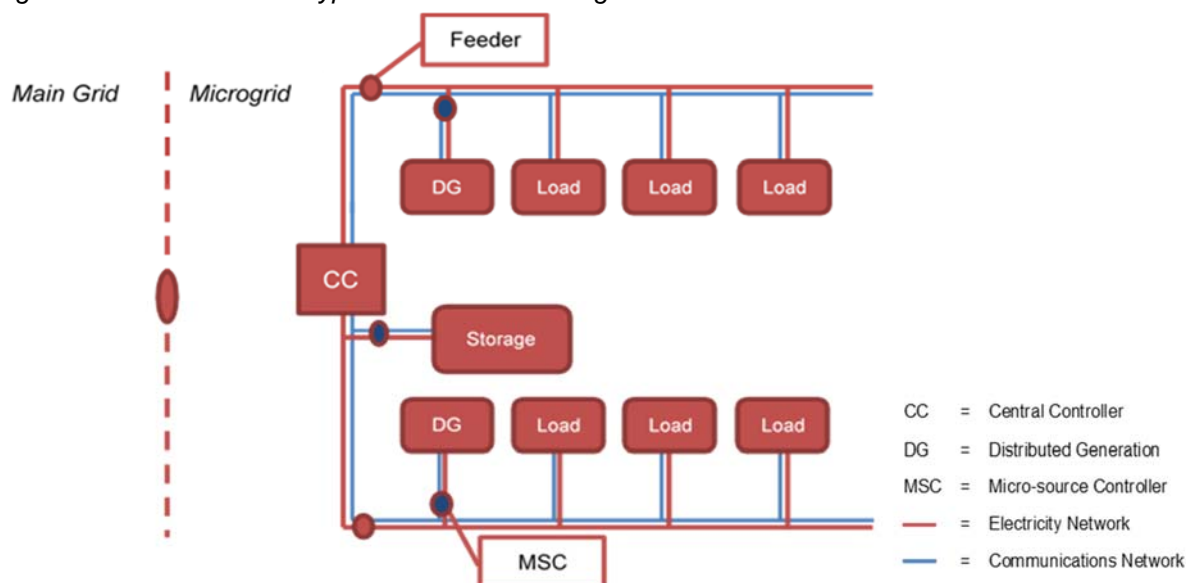 Feeder
Main Grid
Microgrid
DG
Load
Load
Load
CC
Storage
DG
Load
Load
Load
MSC
CC = Central Controller
DG = Distributed Generation
MSC = Micro-source Controller
= Electricity Network
= Communications Network